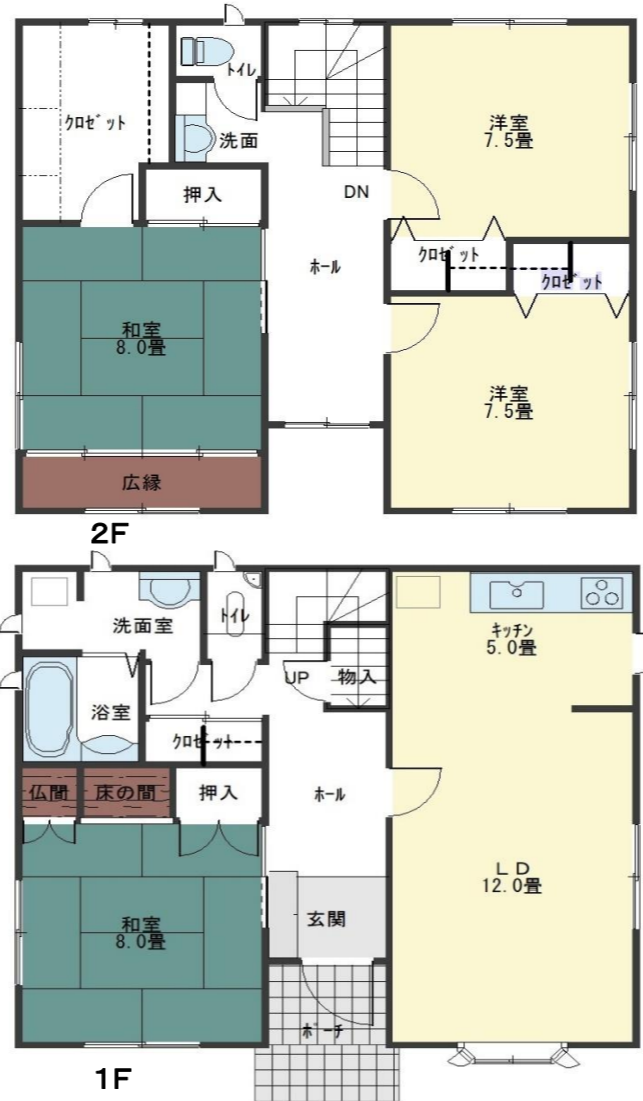 トイレ
クロゼット
洗面
洋室
7.5畳
押入
DN
ホール
クロゼット
クロゼット
和室
8.0畳
洋室
7.5畳
広縁
2F
洗面室
トイレ
キッチン
5.0畳
UP
物入
浴室
クロゼット
仏間
床の間
押入
ホール
LD
12.0畳
和室
8.0畳
玄関
ポーチ
1F